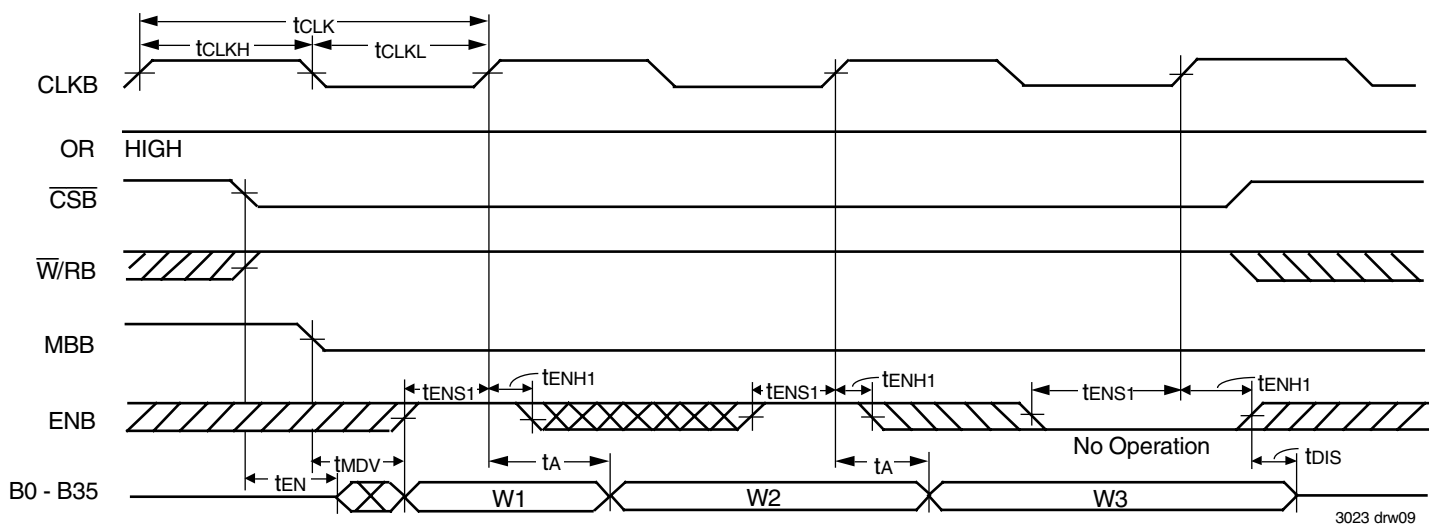 tCLK
tCLKH
tCLKL
CLKB
OR HIGH
CSB
W/RB
MBB
tENS1 tENH1 tENS1 tENH1 tENS1 tENH1
ENB
No Operation
tMDV tA tA tDIS
tEN
B0 - B35 W1 W2 W3
3023 drw09